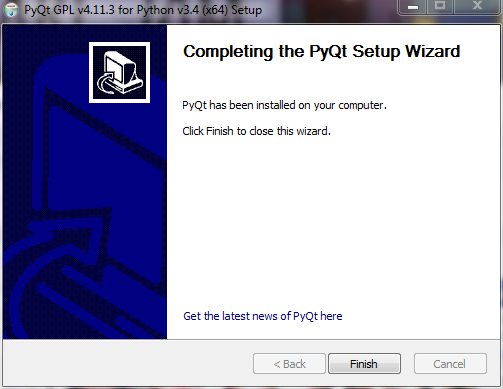 PyQt GPL v4.11.3 for Python v3.4 (x64) Setup
Completing the PyQt Setup Wizard
PyQt has been installed on your computer.
Click Finish to close this wizard.
Get the latest news of PyQt here
< Back
Finish
Cancel